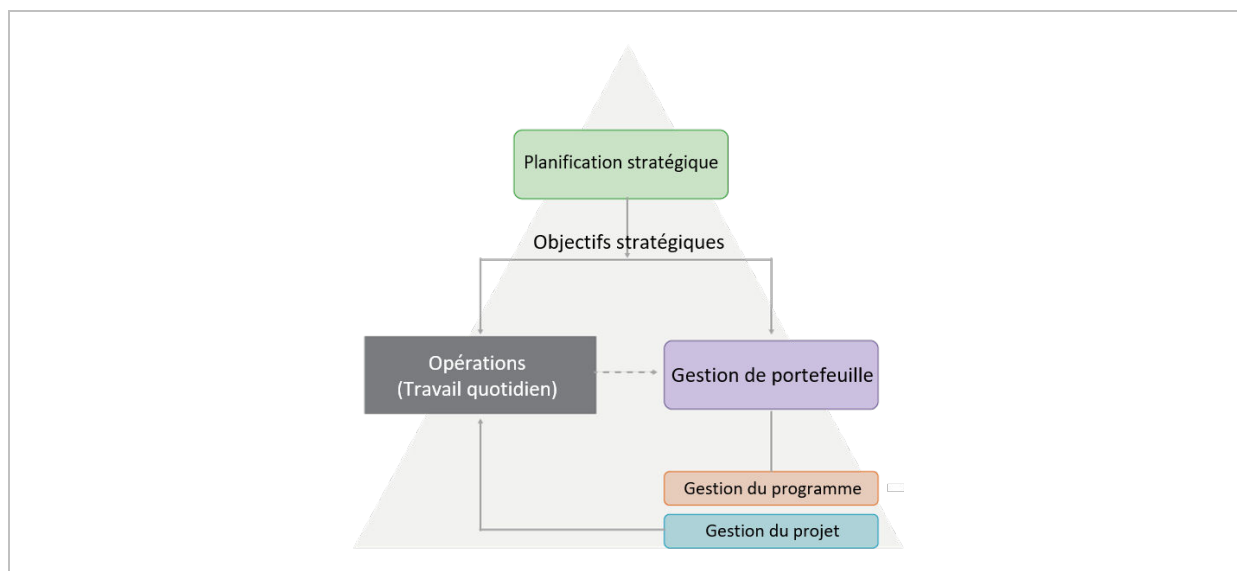 Planification stratégique
Objectifs stratégiques
Opérations
(Travail quotidien)
Gestion de portefeuille
Gestion du programme
Gestion du projet